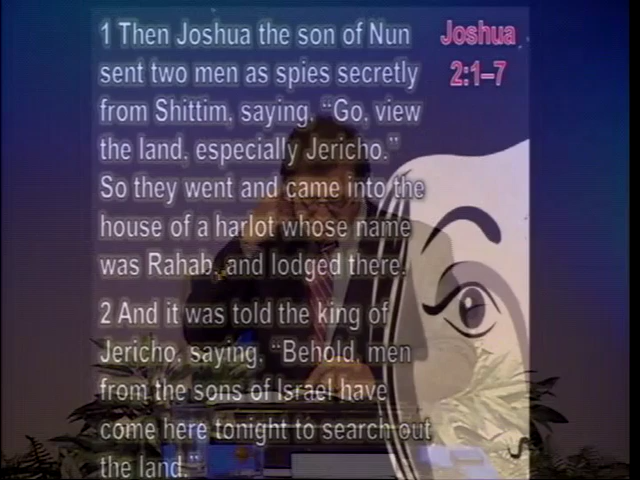 1 Then Joshua the son of Nun
sent two men as spies secretly
from Shittim, saying, “Go, view
the land, especially Jericho.”
So they went and came into the
house of a harlot whose name
was Rahab, and lodged there.
2 And it was told the king of
Jericho, saying, “Behold, men
from the sons of Israel have
come here tonight to search out
the land.”
Joshua
2:1–7